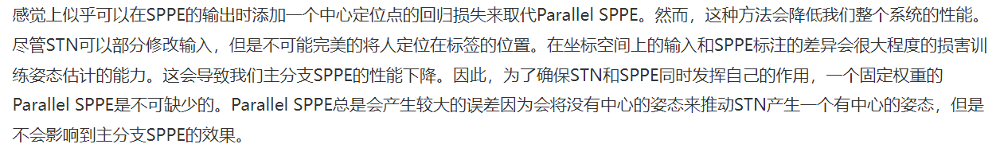 感觉上似乎可以在SPPE的输出时添加一个中心定位点的回归损失来取代Parallel SPPE。然而，这种方法会降低我们整个系统的性能。
尽管STN可以部分修改输入，但是不可能完美的将人定位在标签的位置。在坐标空间上的输入和SPPE标注的差异会很大程度的损害训
练姿态估计的能力。这会导致我们主分支SPPE的性能下降。因此，为了确保STN和SPPE同时发挥自己的作用，一个固定权重的
Parallel SPPE是不可缺少的。Parallel SPPE总是会产生较大的误差因为会将没有中心的姿态来推动STN产生一个有中心的姿态，但是
不会影响到主分支SPPE的效果。